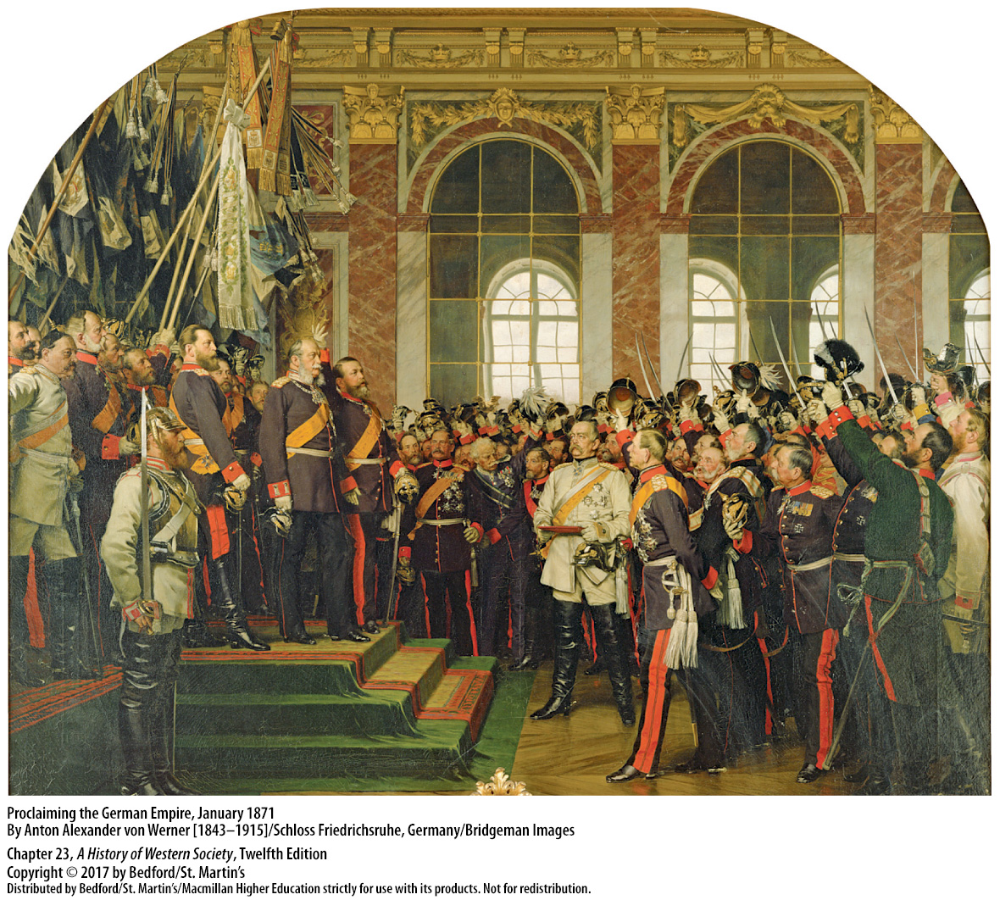 Proclaiming the German Empire, January 1871
By Anton Alexander von Werner [1843–1915]/Schloss Friedrichsruhe, Germany/Bridgeman Images
Chapter 23, A History of Western Society, Twelfth Edition
Copyright © 2017 by Bedford/St. Martin’s
Distributed by Bedford/St. Martin’s/Macmillan Higher Education strictly for use with its products. Not for redistribution.